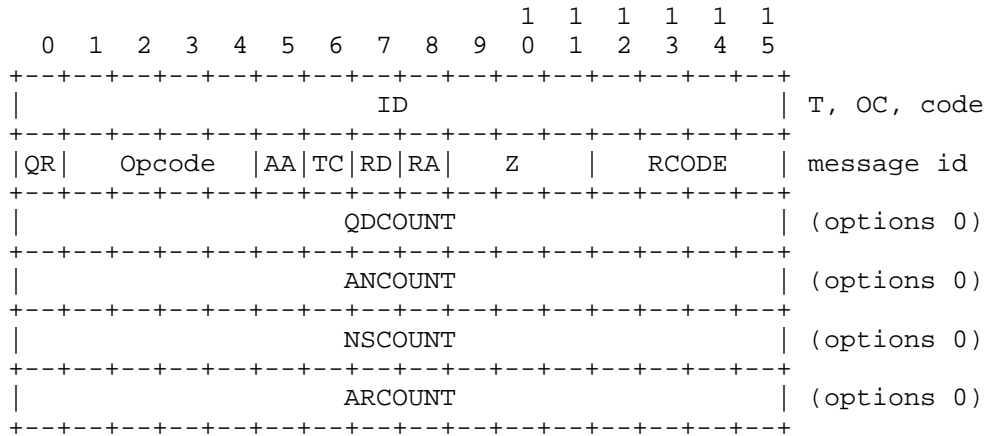 1  1  1  1  1  1
  0  1  2  3  4  5  6  7  8  9  0  1  2  3  4  5
+--+--+--+--+--+--+--+--+--+--+--+--+--+--+--+--+
|                      ID                       | T, OC, code
+--+--+--+--+--+--+--+--+--+--+--+--+--+--+--+--+
|QR|   Opcode  |AA|TC|RD|RA|   Z    |   RCODE   | message id
+--+--+--+--+--+--+--+--+--+--+--+--+--+--+--+--+
|                    QDCOUNT                    | (options 0)
+--+--+--+--+--+--+--+--+--+--+--+--+--+--+--+--+
|                    ANCOUNT                    | (options 0)
+--+--+--+--+--+--+--+--+--+--+--+--+--+--+--+--+
|                    NSCOUNT                    | (options 0)
+--+--+--+--+--+--+--+--+--+--+--+--+--+--+--+--+
|                    ARCOUNT                    | (options 0)
+--+--+--+--+--+--+--+--+--+--+--+--+--+--+--+--+